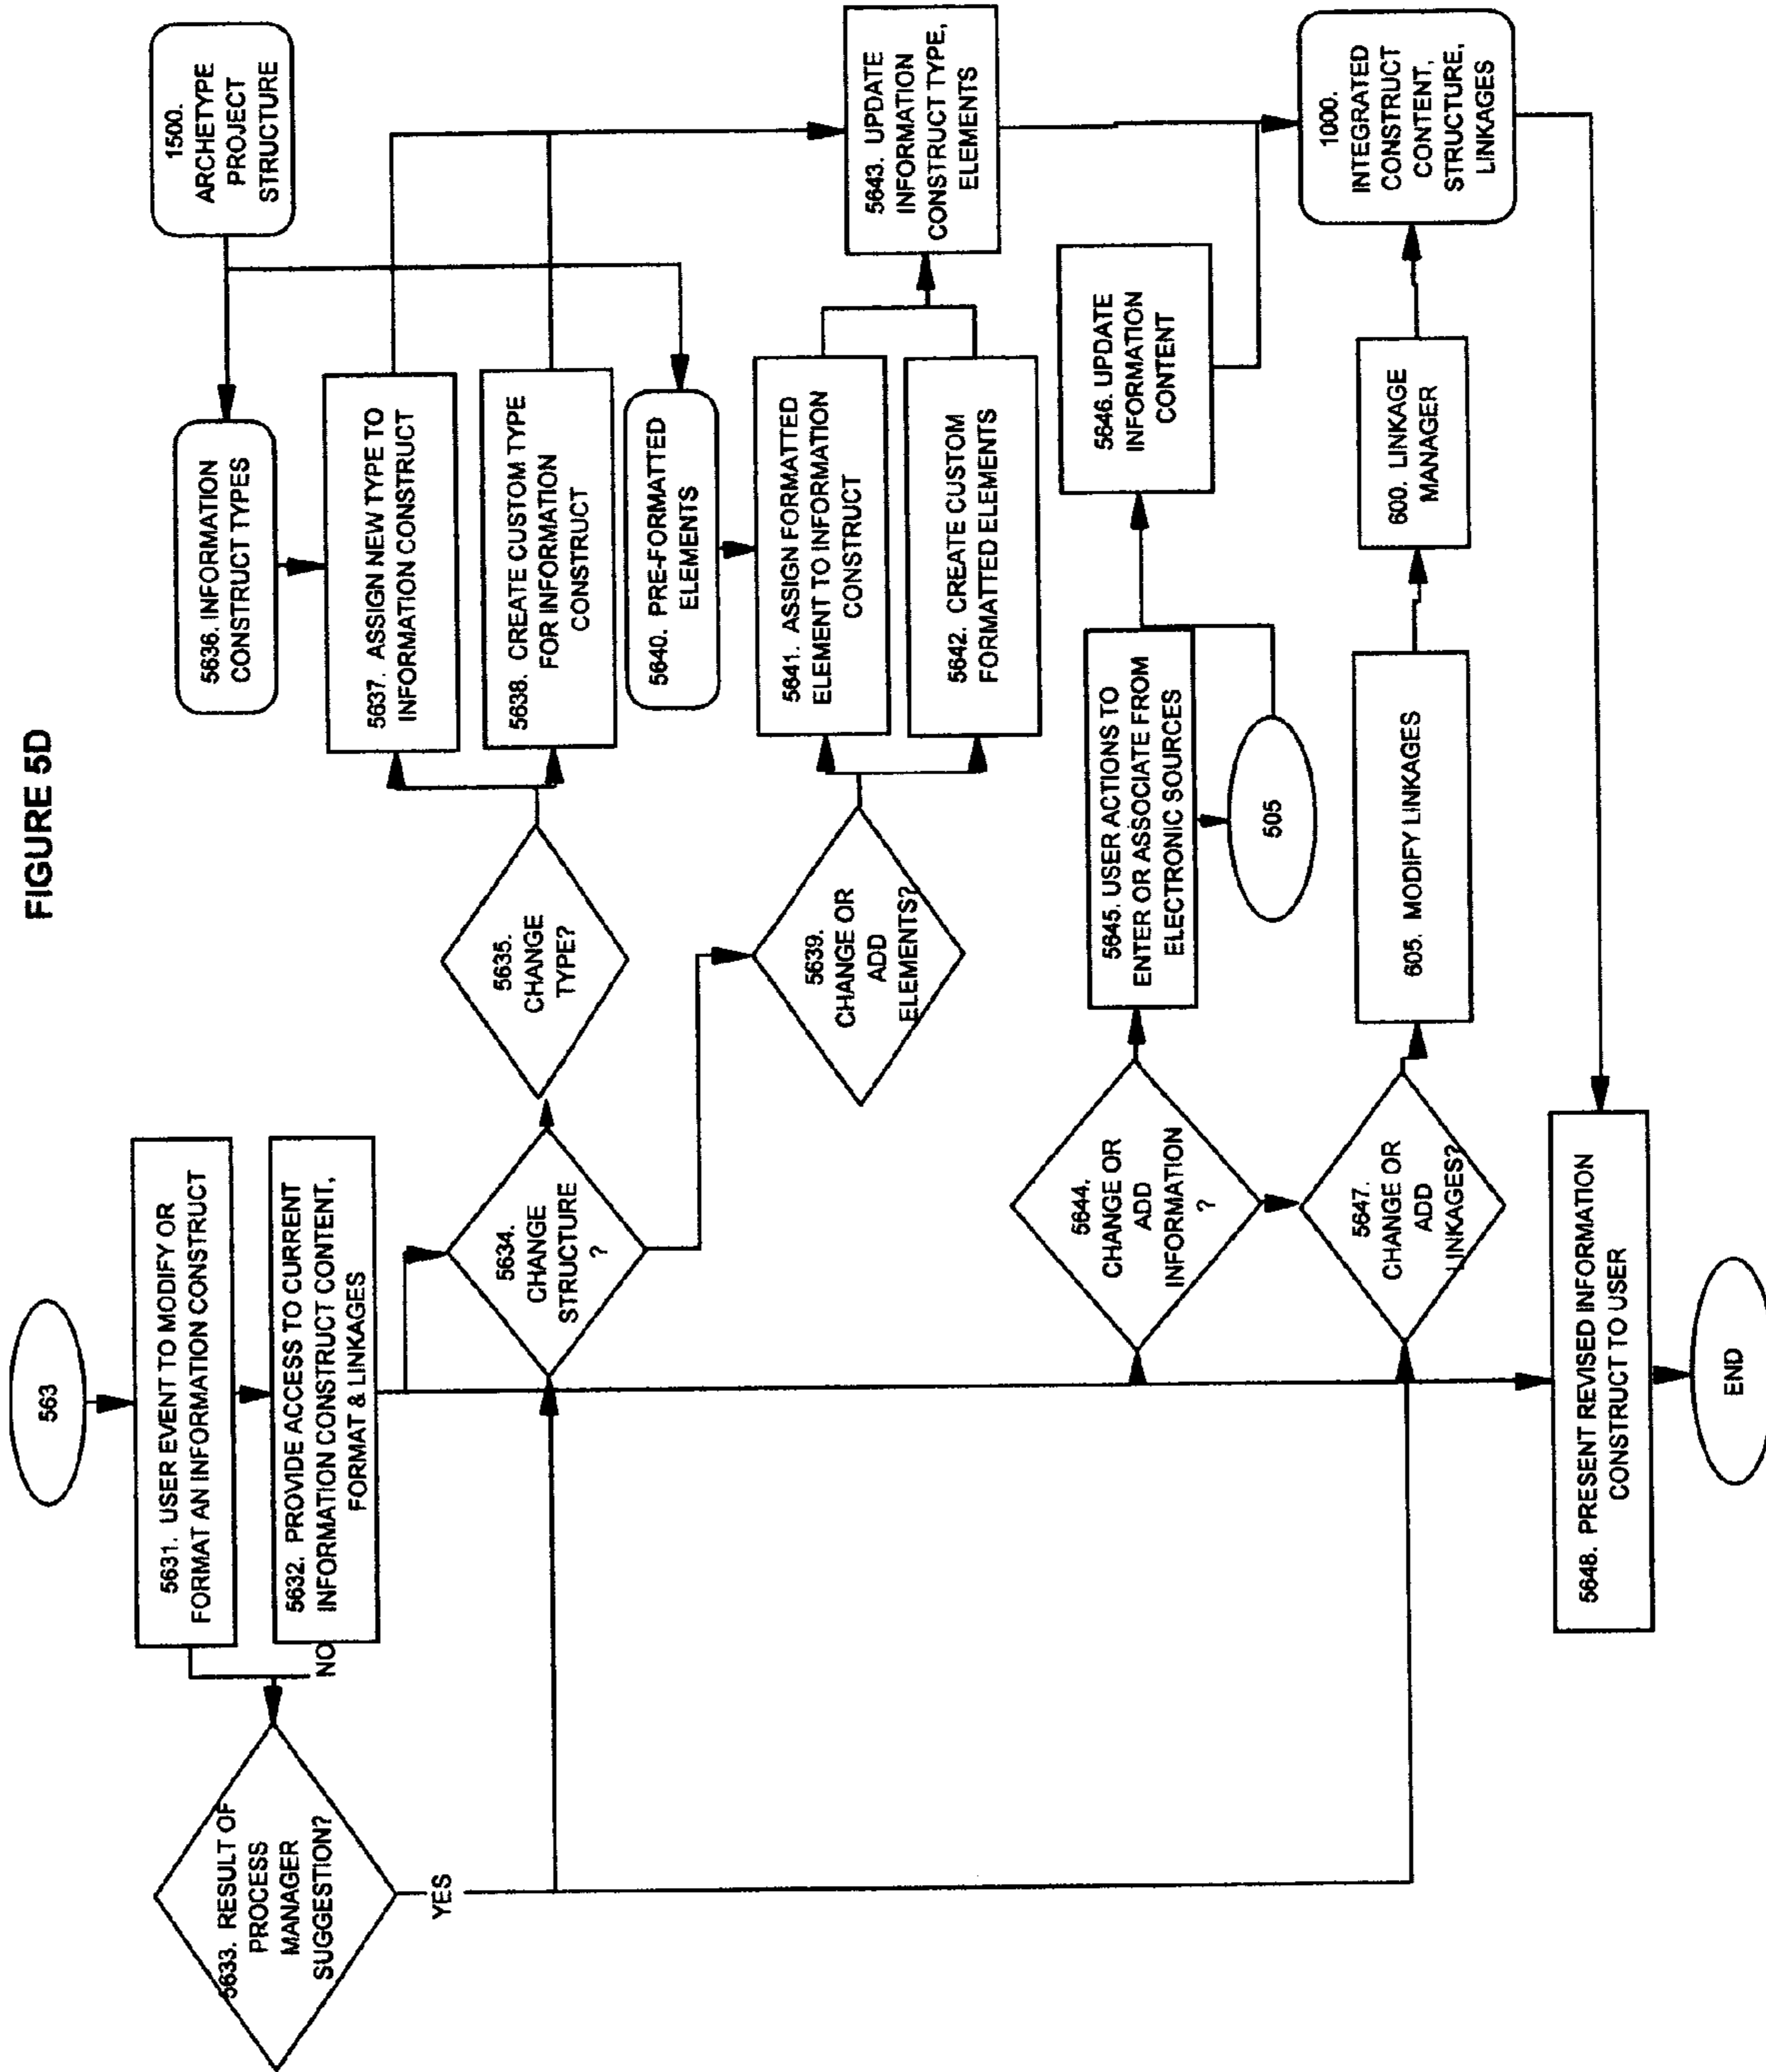 FIGURE 5D
563
5631. USER EVENT TO MODIFY OR
FORMAT AN INFORMATION CONSTRUCT
5632. PROVIDE ACCESS TO CURRENT
INFORMATION CONSTRUCT CONTENT,
FORMAT & LINKAGES
NO
5633. RESULT OF
PROCESS
MANAGER
SUGGESTION?
YES
5634.
CHANGE
STRUCTURE
?
5635.
CHANGE
TYPE?
1500.
ARCHETYPE
PROJECT
STRUCTURE
5636. INFORMATION
CONSTRUCT TYPES
5637. ASSIGN NEW TYPE TO
INFORMATION CONSTRUCT
5638. CREATE CUSTOM TYPE
FOR INFORMATION
CONSTRUCT
5639.
CHANGE OR
ADD
ELEMENTS?
5640. PRE-FORMATTED
ELEMENTS
5641. ASSIGN FORMATTED
ELEMENT TO INFORMATION
CONSTRUCT
5642. CREATE CUSTOM
FORMATTED ELEMENTS
5643. UPDATE
INFORMATION
CONSTRUCT TYPE,
ELEMENTS
5644.
CHANGE OR
ADD
INFORMATION
?
5645. USER ACTIONS TO
ENTER OR ASSOCIATE FROM
ELECTRONIC SOURCES
505
5646. UPDATE
INFORMATION
CONTENT
5647.
CHANGE OR
ADD
LINKAGES?
605. MODIFY LINKAGES
600. LINKAGE
MANAGER
1000.
INTEGRATED
CONSTRUCT
CONTENT,
STRUCTURE,
LINKAGES
5648. PRESENT REVISED INFORMATION
CONSTRUCT TO USER
END